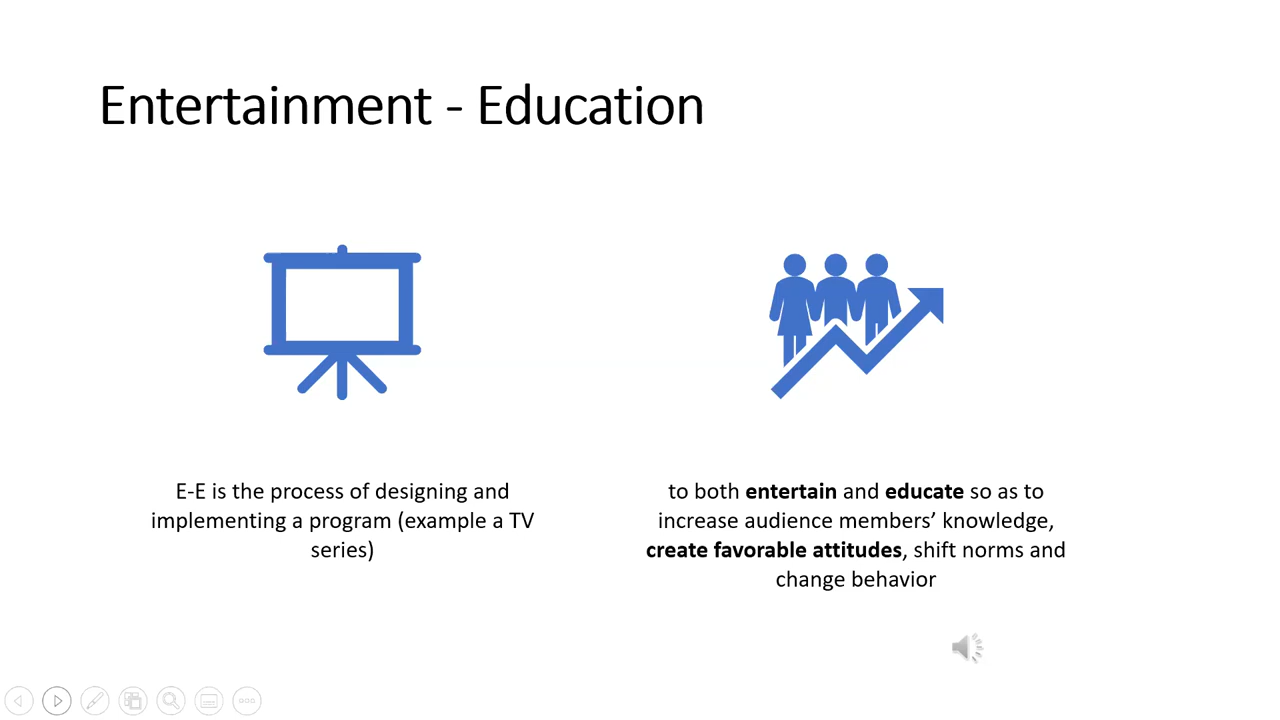 Entertainment - Education
E-E is the process of designing and
implementing a program (example a TV
series)
to both entertain and educate so as to
increase audience members’ knowledge,
create favorable attitudes, shift norms and
change behavior